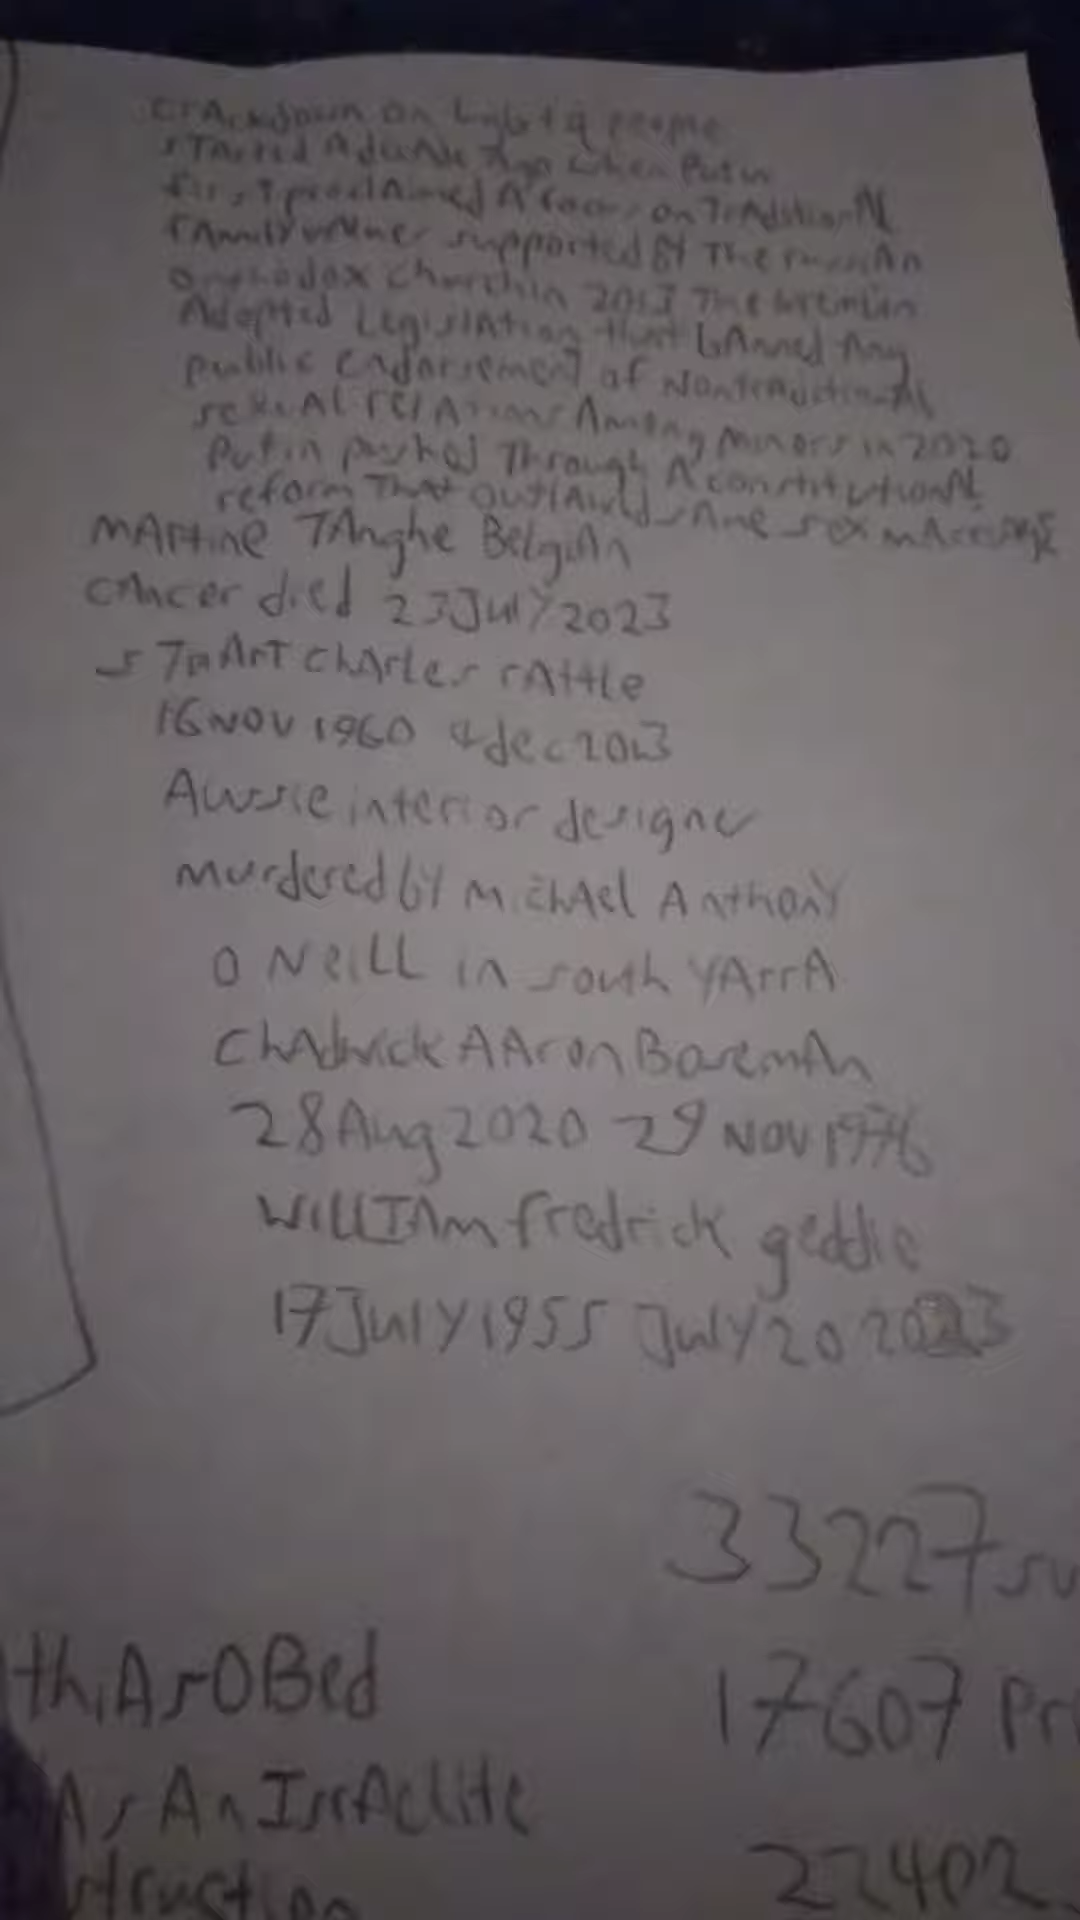 crAckdown on Lgbtq people
sTArted A decAde Ago when Putin
first proclAimed A focus on TrAditionAl
fAmily vAlues supported BY The russiAn
orthodox church in 2013 The kremlin
Adopted LegislAtion thAt bAnned Any
public endorsemenT of NontrAditionAl
sexuAl relAtions Among minors in 2020
Putin pushed Through A constitutionAL
reform ThAt outlAwed sAme sex mArriAge
mArtine TAnghe BelgiAn
cAncer died 23 July 2023
sTuArT chArles rAttle
16 NOV 1960 4 dec 2013
Aussie interior designer
murdered by michAel AnthonY
O NeiLL in south YArrA
ChAdwick AAron BosemAn
28 Aug 2020 29 NOV 1976
WiLLIAm fredrick geddie
17 JulY 1955 JulY 20 2023
33227 su
thiAs OBed
17607 Pr
As An IsrAelite
22402
struction